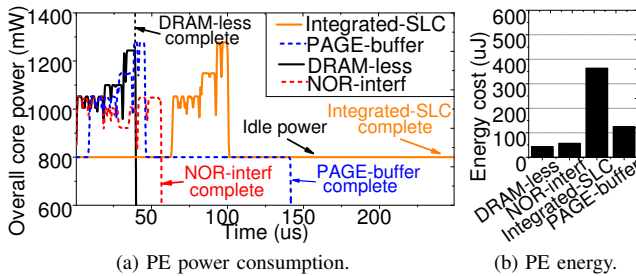 DRAM-less
complete
Integrated-SLC
PAGE-buffer
DRAM-less
NOR-interf
Overall core power (mW)
1400
1200
1000
800
600
Idle power
Integrated-SLC
complete
NOR-interf
complete
PAGE-buffer
complete
0 50 100 150 200
Time (us)
(a) PE power consumption.
Energy cost (uJ)
600
400
200
0
DRAM-less
NOR-interf
Integrated-SLC
PAGE-buffer
(b) PE energy.